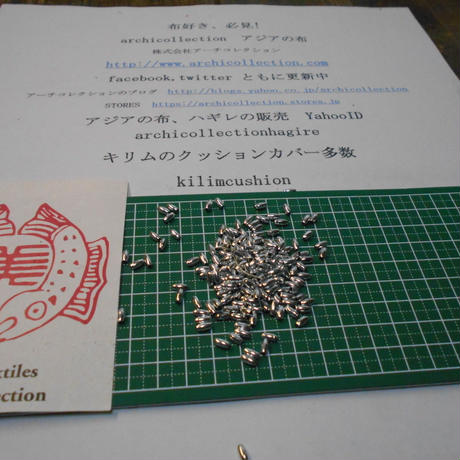 布好き、必見!
archicollection　アジアの布
株式会社アーチコレクション
http://www.archicollection.com
facebook,twitter ともに更新中
アーチコレクションのブログ　http://blogs.yahoo.co.jp/archicollection
STORES　https://archicollection.stores.jp
アジアの布、ハギレの販売　YahooID
archicollectionhagire
キリムのクッションカバー多数
kilimcushion